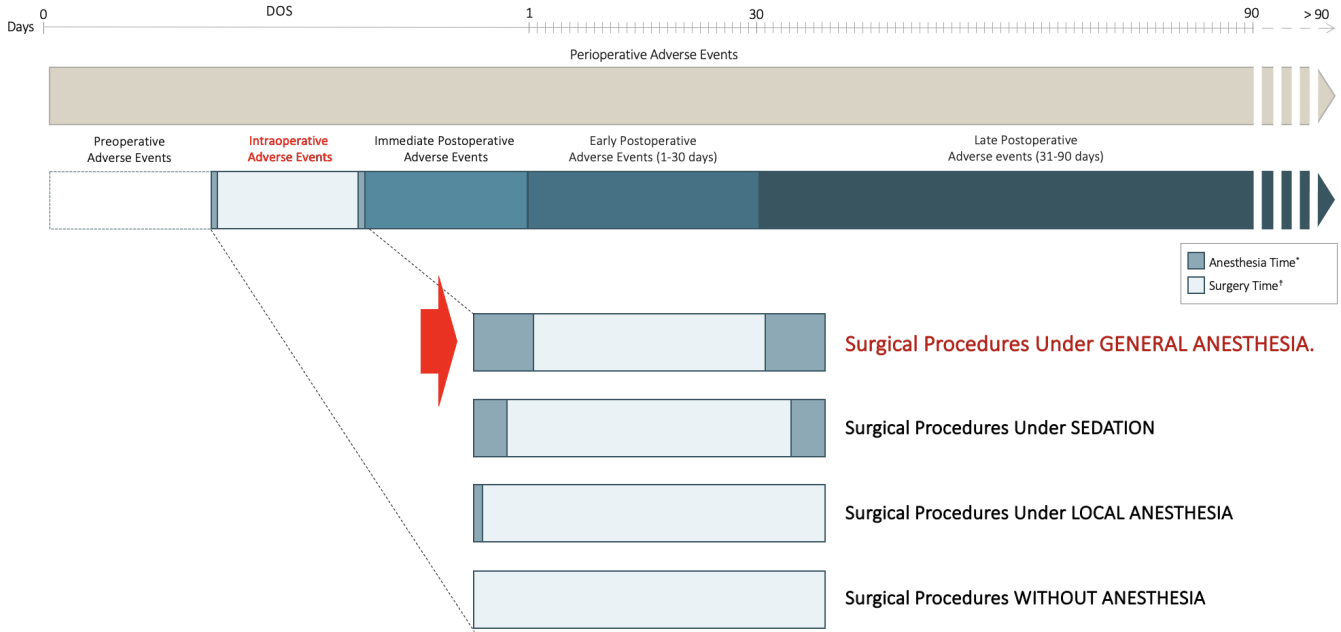 0 DOS 1 30 90 > 90
Days
Perioperative Adverse Events
Preoperative
Adverse Events
Intraoperative
Adverse Events
Immediate Postoperative
Adverse Events
Early Postoperative
Adverse Events (1-30 days)
Late Postoperative
Adverse events (31-90 days)
Anesthesia Time*
Surgery Time†
Surgical Procedures Under GENERAL ANESTHESIA.
Surgical Procedures Under SEDATION
Surgical Procedures Under LOCAL ANESTHESIA
Surgical Procedures WITHOUT ANESTHESIA